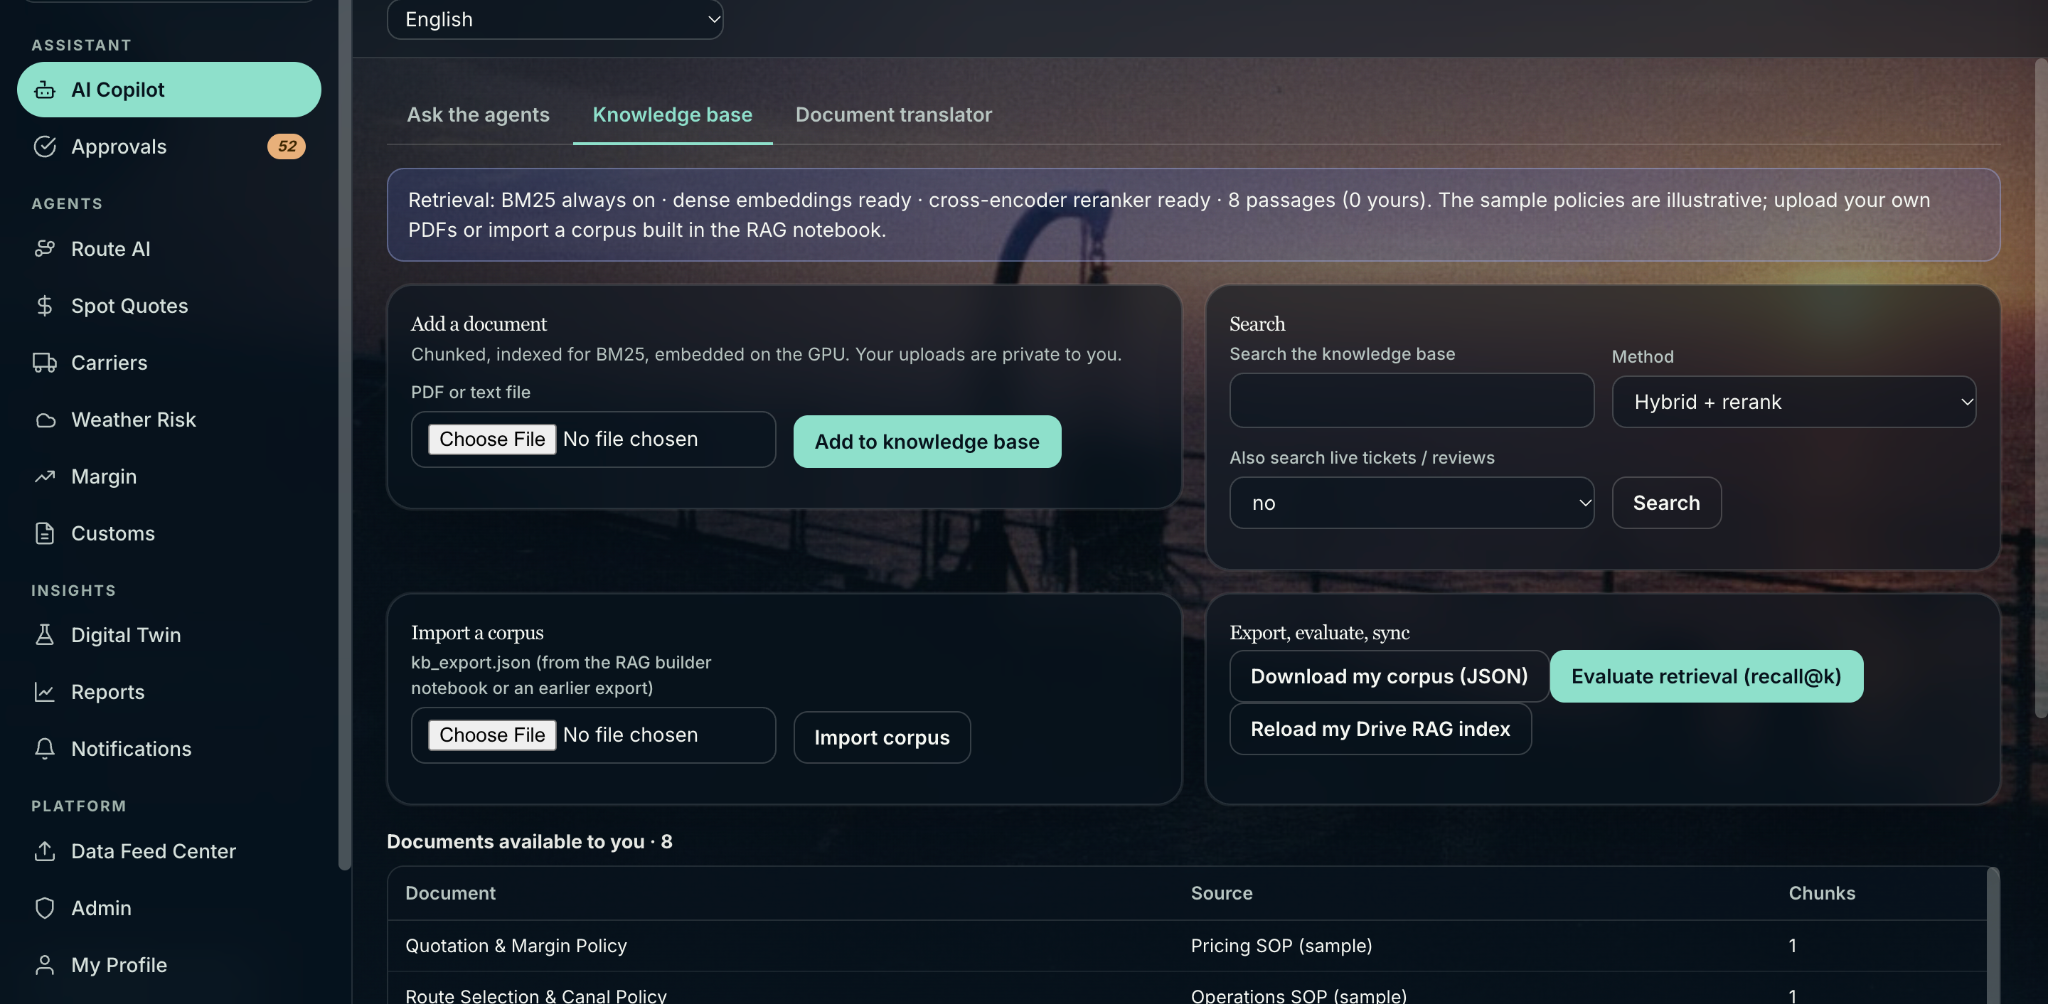 English
ASSISTANT
AI Copilot
Approvals
52
AGENTS
Route AI
Spot Quotes
Carriers
Weather Risk
Margin
Customs
INSIGHTS
Digital Twin
Reports
Notifications
PLATFORM
Data Feed Center
Admin
My Profile
Ask the agents
Knowledge base
Document translator
Retrieval: BM25 always on · dense embeddings ready · cross-encoder reranker ready · 8 passages (0 yours). The sample policies are illustrative; upload your own
PDFs or import a corpus built in the RAG notebook.
Add a document
Chunked, indexed for BM25, embedded on the GPU. Your uploads are private to you.
PDF or text file
Choose File No file chosen
Add to knowledge base
Search
Search the knowledge base
Method
Hybrid + rerank
Also search live tickets / reviews
no
Search
Import a corpus
kb_export.json (from the RAG builder
notebook or an earlier export)
Choose File No file chosen
Import corpus
Export, evaluate, sync
Download my corpus (JSON)
Evaluate retrieval (recall@k)
Reload my Drive RAG index
Documents available to you · 8
Document Source Chunks
Quotation & Margin Policy Pricing SOP (sample) 1
Route Selection & Canal Policy Operations SOP (sample) 1